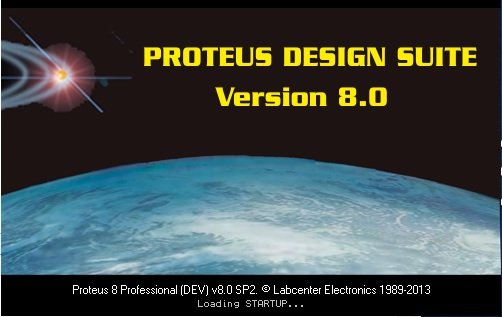 PROTEUS DESIGN SUITE
Version 8.0
Proteus 8 Professional (DEV) v8.0 SP2. © Labcenter Electronics 1989-2013
Loading STARTUP...